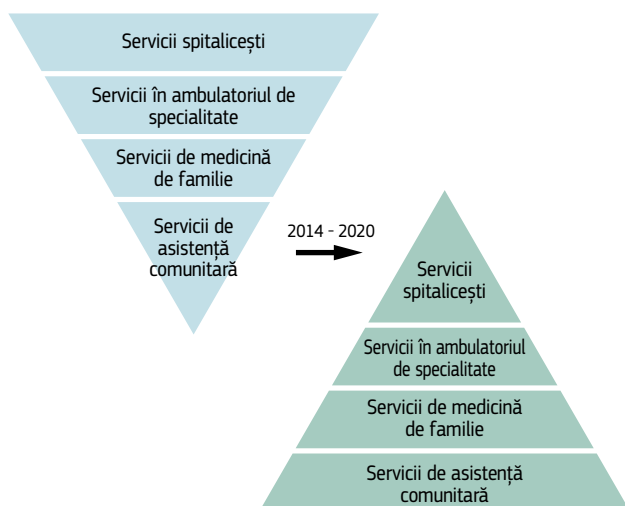 Servicii spitalicești
Servicii în ambulatoriul de
specialitate
Servicii de medicină
de familie
Servicii de
asistență
comunitară
2014 - 2020
Servicii
spitalicești
Servicii în ambulatoriul
de specialitate
Servicii de medicină
de familie
Servicii de asistență
comunitară